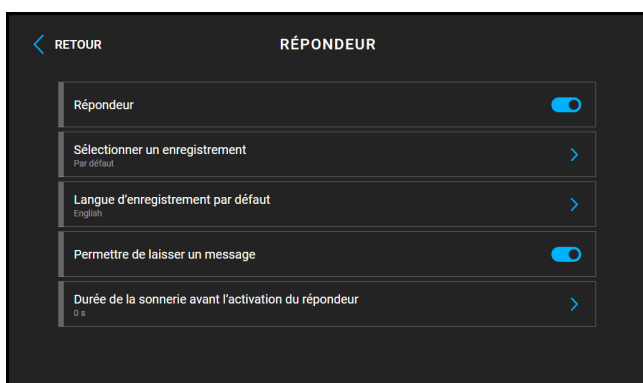 RETOUR
RÉPONDEUR
Répondeur
Sélectionner un enregistrement
Par défaut
Langue d'enregistrement par défaut
English
Permettre de laisser un message
Durée de la sonnerie avant l'activation du répondeur
0 s